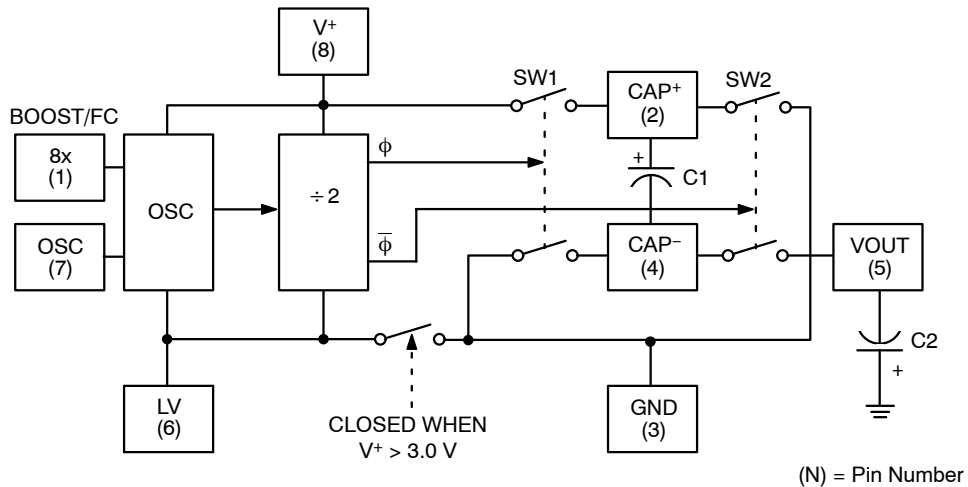 V+
(8)
SW1
CAP+
(2)
SW2
BOOST/FC
8x
(1)
OSC
÷2
ϕ
+
C1
OSC
(7)
ϕ̅
CAP−
(4)
VOUT
(5)
C2
+
LV
(6)
CLOSED WHEN
V+ > 3.0 V
GND
(3)
(N) = Pin Number